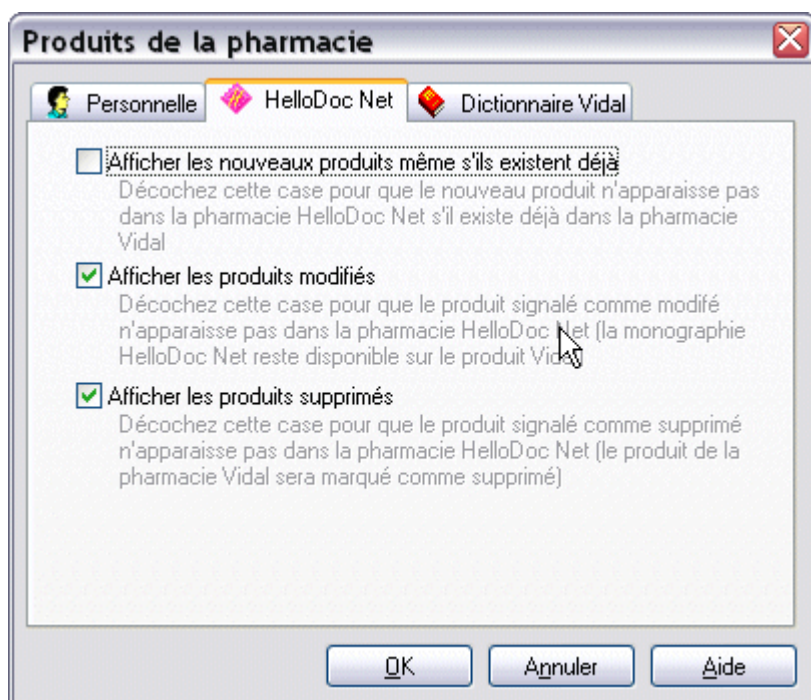 Produits de la pharmacie
Personnelle HelloDoc Net Dictionnaire Vidal
Afficher les nouveaux produits même s'ils existent déjà
Décochez cette case pour que le nouveau produit n'apparaisse pas
dans la pharmacie HelloDoc Net s'il existe déjà dans la pharmacie
Vidal
Afficher les produits modifiés
Décochez cette case pour que le produit signalé comme modifé
n'apparaisse pas dans la pharmacie HelloDoc Net (la monographie
HelloDoc Net reste disponible sur le produit Vidal)
Afficher les produits supprimés
Décochez cette case pour que le produit signalé comme supprimé
n'apparaisse pas dans la pharmacie HelloDoc Net (le produit de la
pharmacie Vidal sera marqué comme supprimé)
OK Annuler Aide